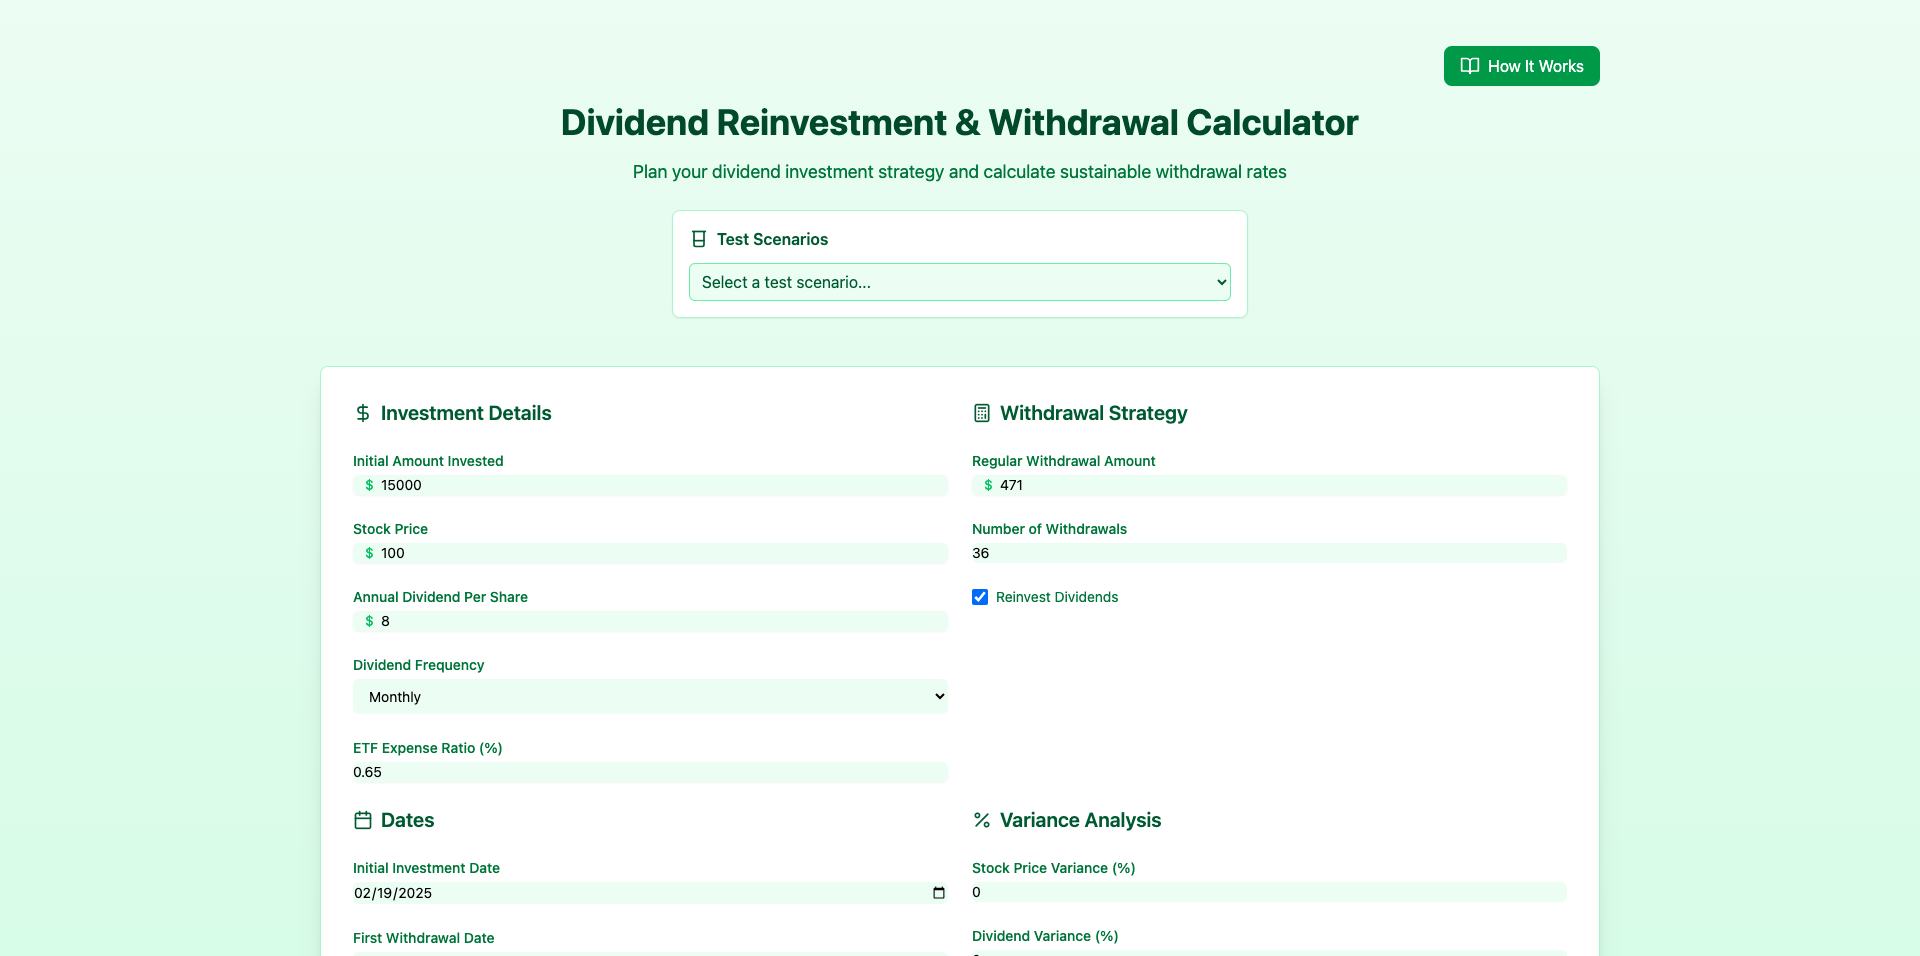 How It Works
Dividend Reinvestment & Withdrawal Calculator
Plan your dividend investment strategy and calculate sustainable withdrawal rates
Test Scenarios
Select a test scenario...
Investment Details
Initial Amount Invested
$ 15000
Stock Price
$ 100
Annual Dividend Per Share
$ 8
Dividend Frequency
Monthly
ETF Expense Ratio (%)
0.65
Withdrawal Strategy
Regular Withdrawal Amount
$ 471
Number of Withdrawals
36
Reinvest Dividends
Dates
Initial Investment Date
02/19/2025
First Withdrawal Date
Variance Analysis
Stock Price Variance (%)
0
Dividend Variance (%)